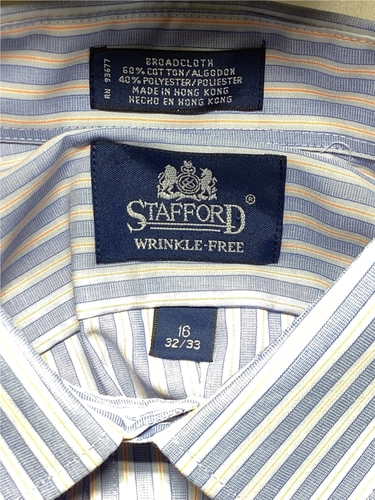 RN 93677
BROADCLOTH
60% COTTON/ALGODON
40% POLYESTER/POLIESTER
MADE IN HONG KONG
HECHO EN HONG KONG
STAFFORD®
WRINKLE-FREE
16
32/33